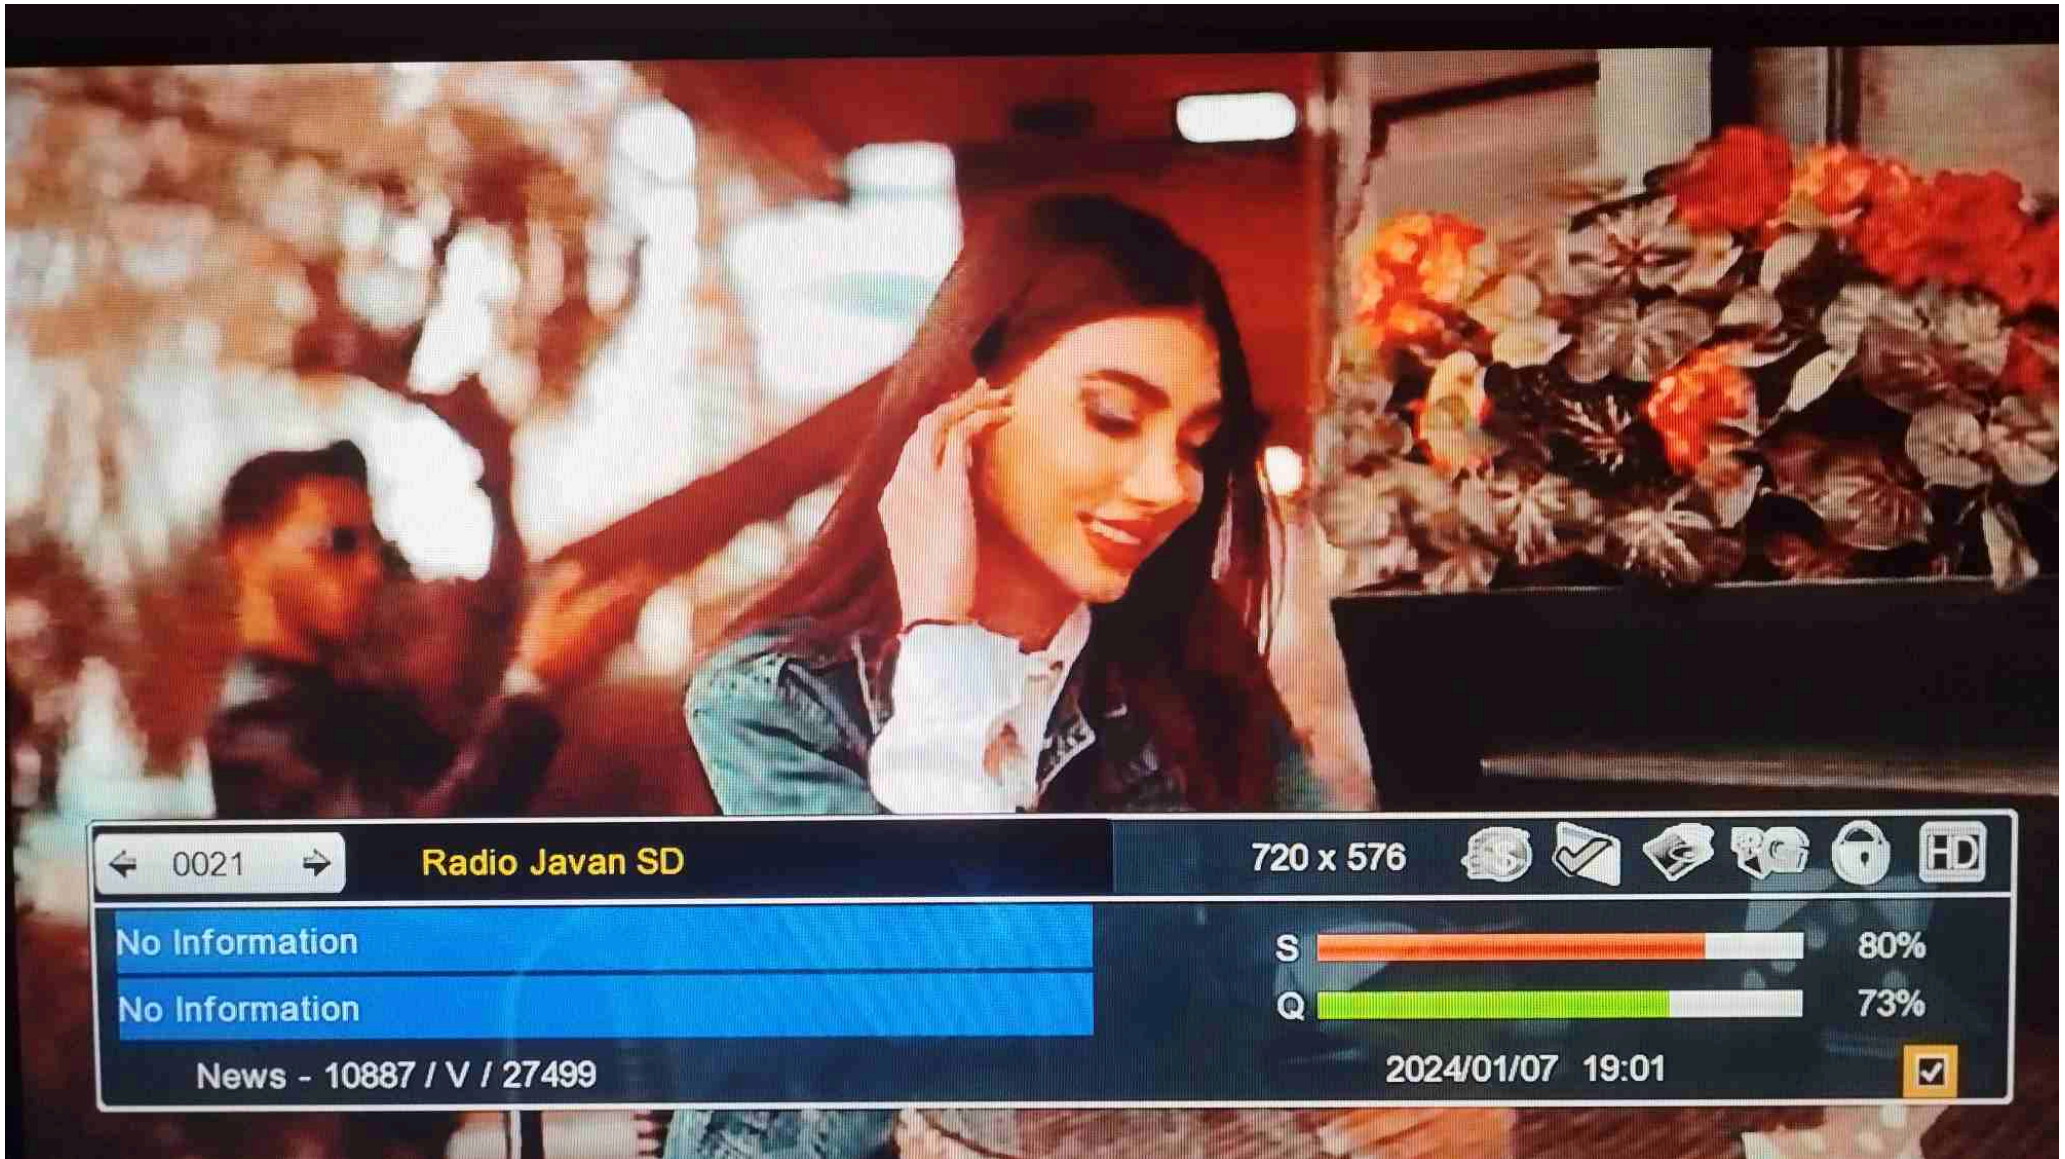 0021
Radio Javan SD
720 x 576
HD
No Information
S 80%
No Information
Q 73%
News - 10887 / V / 27499
2024/01/07 19:01